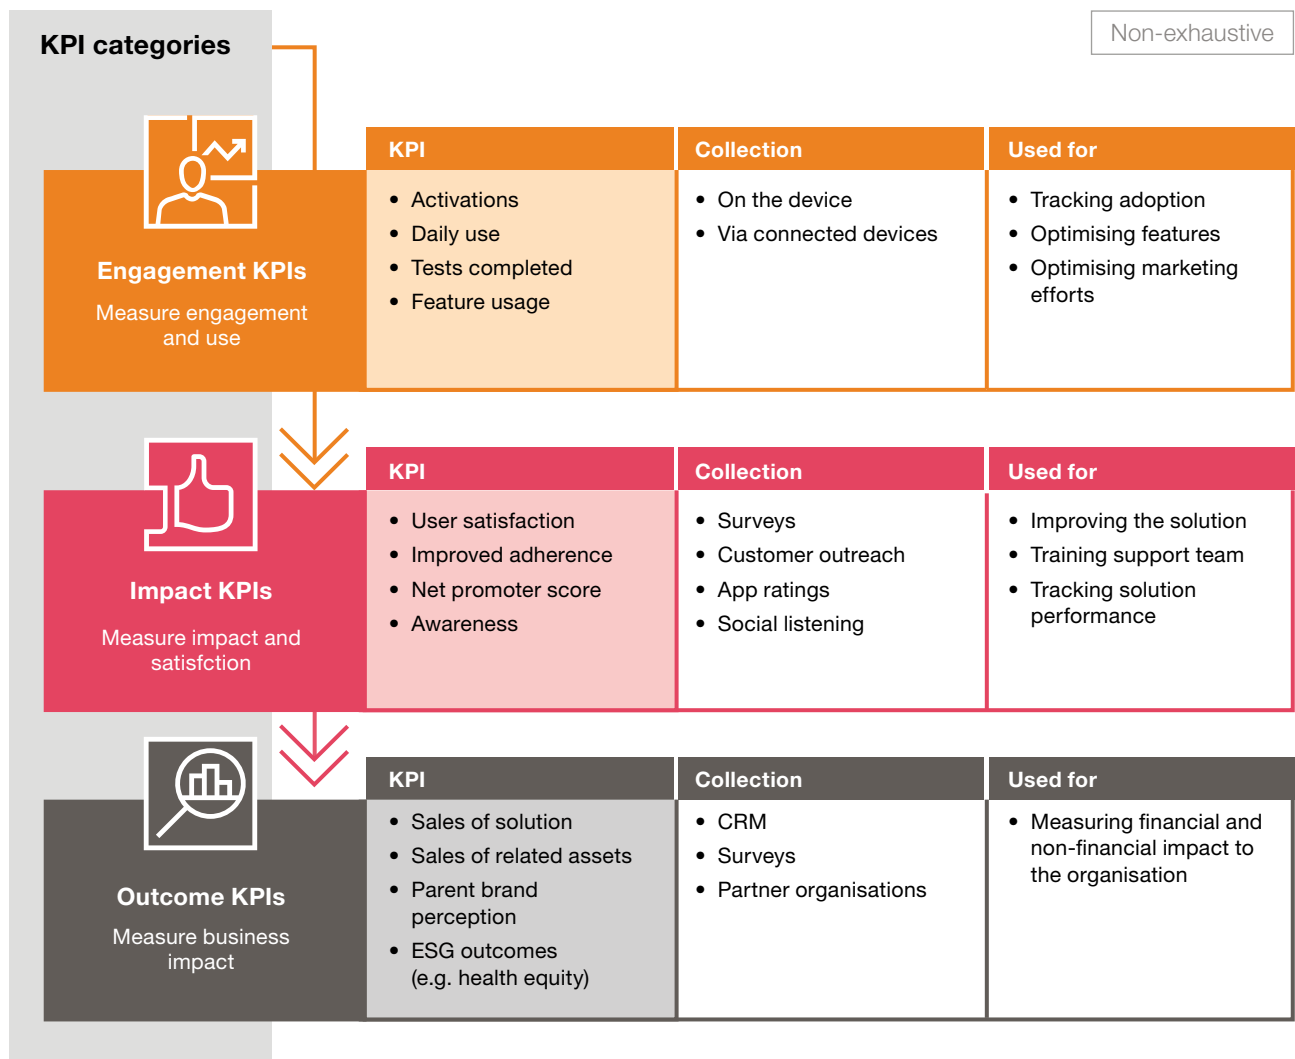 KPI categories
Non-exhaustive
Engagement KPIs
Measure engagement
and use
KPI
• Activations
• Daily use
• Tests completed
• Feature usage
Collection
• On the device
• Via connected devices
Used for
• Tracking adoption
• Optimising features
• Optimising marketing
efforts
Impact KPIs
Measure impact and
satisfction
KPI
• User satisfaction
• Improved adherence
• Net promoter score
• Awareness
Collection
• Surveys
• Customer outreach
• App ratings
• Social listening
Used for
• Improving the solution
• Training support team
• Tracking solution
performance
Outcome KPIs
Measure business
impact
KPI
• Sales of solution
• Sales of related assets
• Parent brand
perception
• ESG outcomes
(e.g. health equity)
Collection
• CRM
• Surveys
• Partner organisations
Used for
• Measuring financial and
non-financial impact to
the organisation